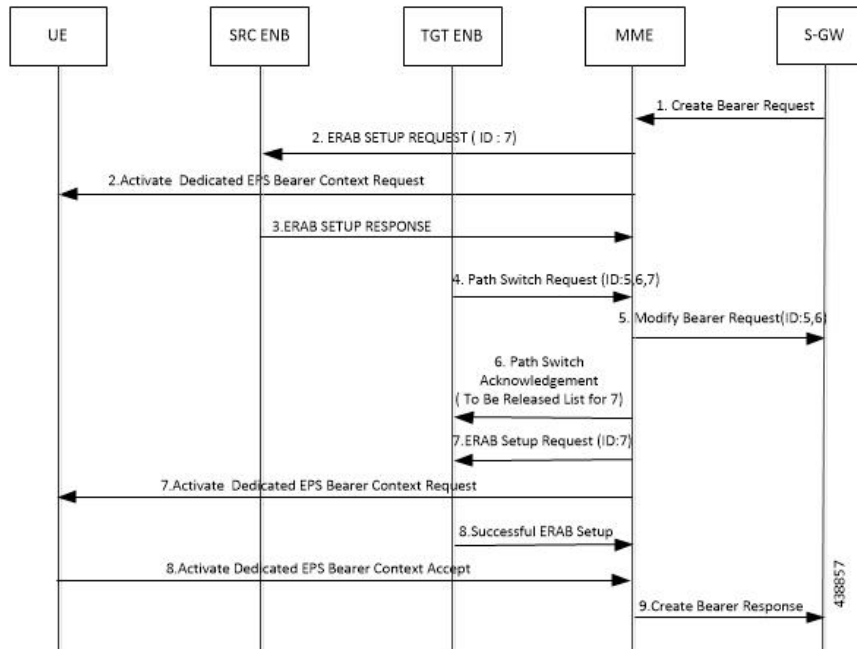 UE
SRC ENB
TGT ENB
MME
S-GW
1. Create Bearer Request
2. ERAB SETUP REQUEST ( ID : 7)
2.Activate Dedicated EPS Bearer Context Request
3.ERAB SETUP RESPONSE
4. Path Switch Request (ID:5,6,7)
5. Modify Bearer Request(ID:5,6)
6. Path Switch
Acknowledgement
( To Be Released List for 7)
7.ERAB Setup Request (ID:7)
7.Activate Dedicated EPS Bearer Context Request
8.Successful ERAB Setup
8.Activate Dedicated EPS Bearer Context Accept
9.Create Bearer Response
438857